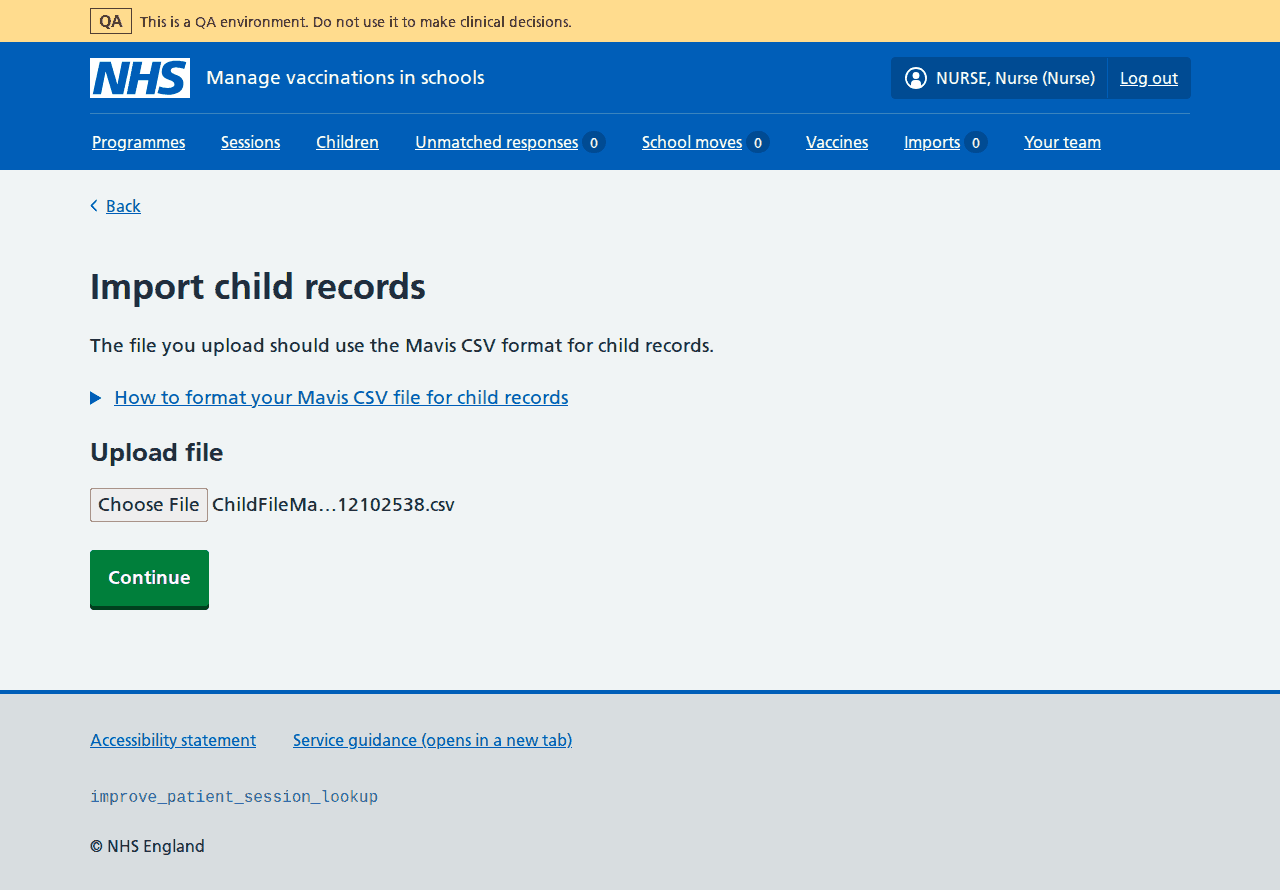 QA This is a QA environment. Do not use it to make clinical decisions.
NHS Manage vaccinations in schools NURSE, Nurse (Nurse) Log out
Programmes Sessions Children Unmatched responses 0 School moves 0 Vaccines Imports 0 Your team
Back
Import child records
The file you upload should use the Mavis CSV format for child records.
How to format your Mavis CSV file for child records
Upload file
Choose File ChildFileMa…12102538.csv
Continue
Accessibility statement Service guidance (opens in a new tab)
improve_patient_session_lookup
© NHS England